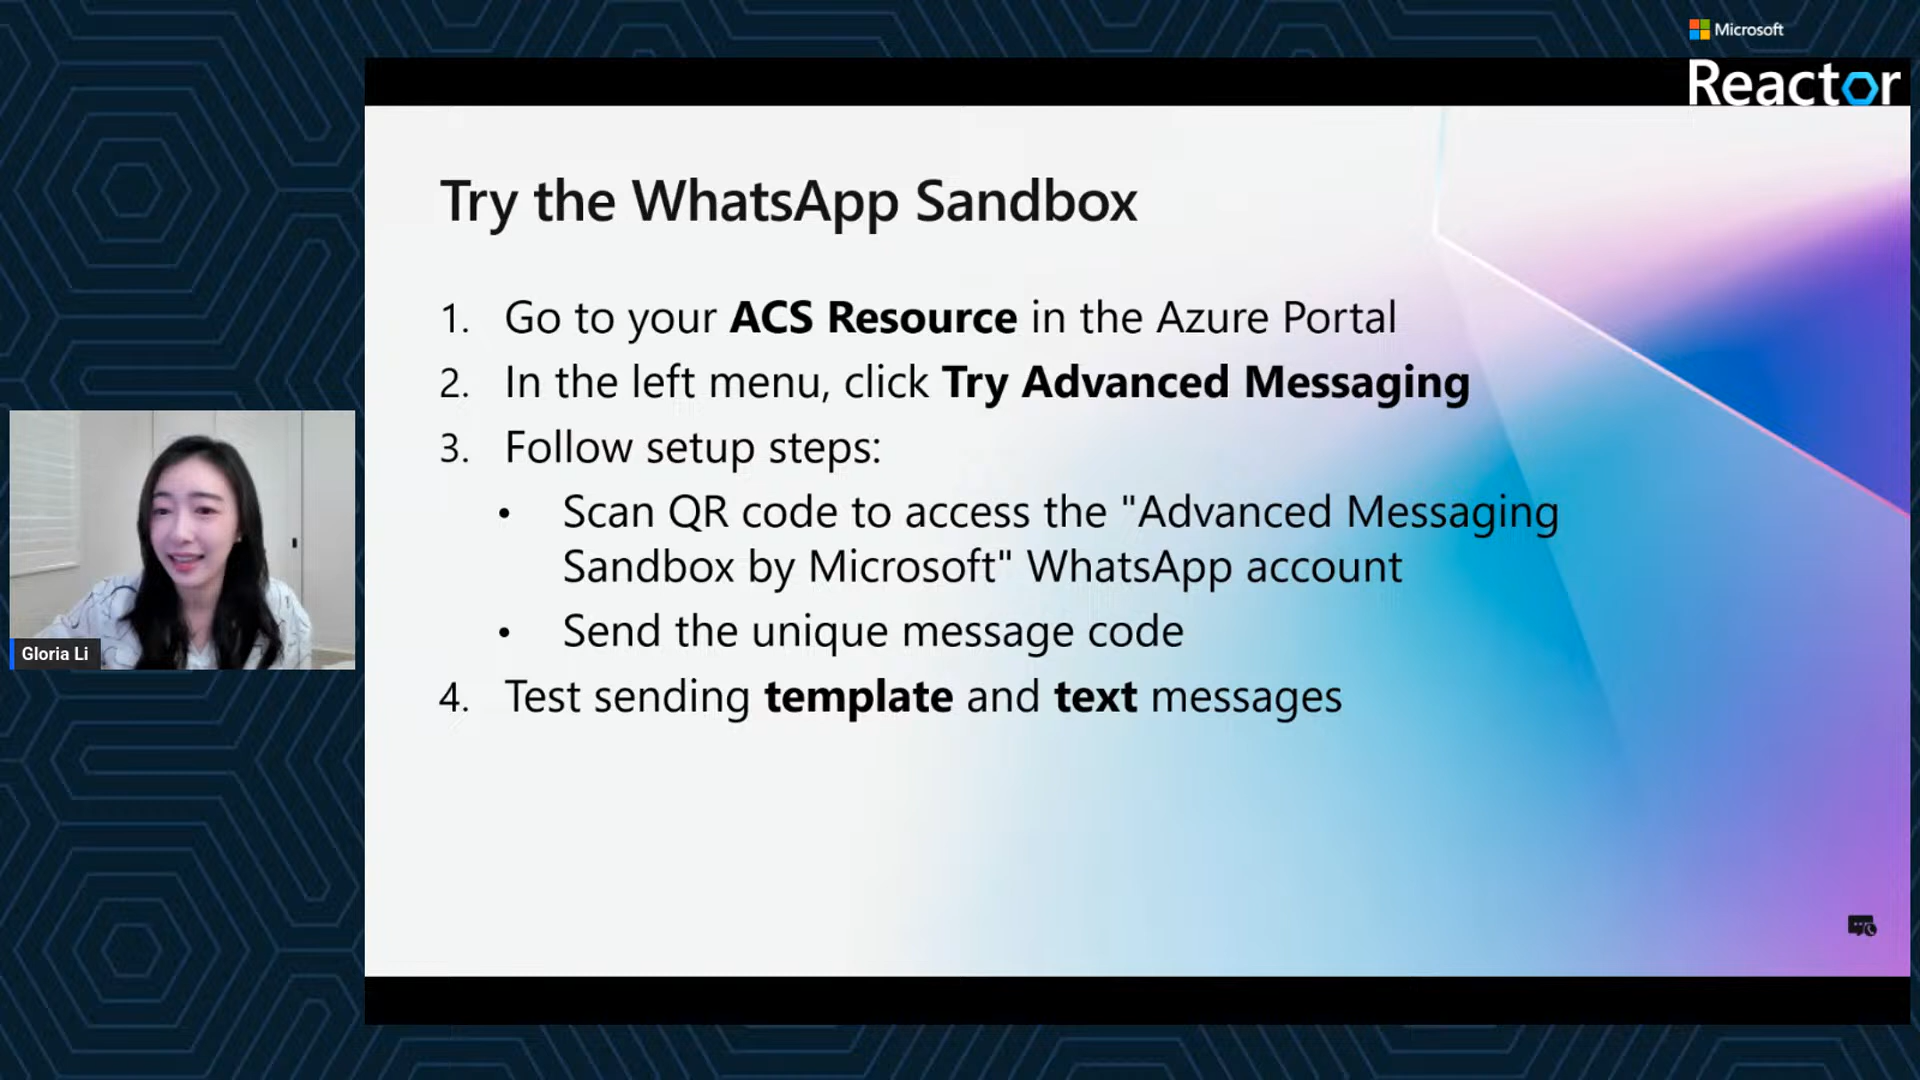 Microsoft
Reactor
Try the WhatsApp Sandbox
1. Go to your ACS Resource in the Azure Portal
2. In the left menu, click Try Advanced Messaging
3. Follow setup steps:
• Scan QR code to access the "Advanced Messaging
Sandbox by Microsoft" WhatsApp account
• Send the unique message code
4. Test sending template and text messages
Gloria Li